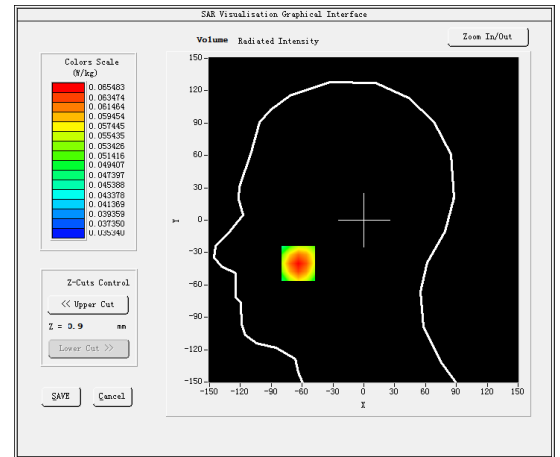 SAR Visualisation Graphical Interface
Volume Radiated Intensity
Zoom In/Out
Colors Scale
(W/kg)
0.065483
0.063474
0.061464
0.059454
0.057445
0.055435
0.053426
0.051416
0.049407
0.047397
0.045388
0.043378
0.041369
0.039359
0.037350
0.035340
Z-Cuts Control
<< Upper Cut
Z = 0.9 mm
Lower Cut >>
SAVE Cancel
150
120
90
60
30
0
-30
-60
-90
-120
-150
Y
-150 -120 -90 -60 -30 0 30 60 90 120 150
X